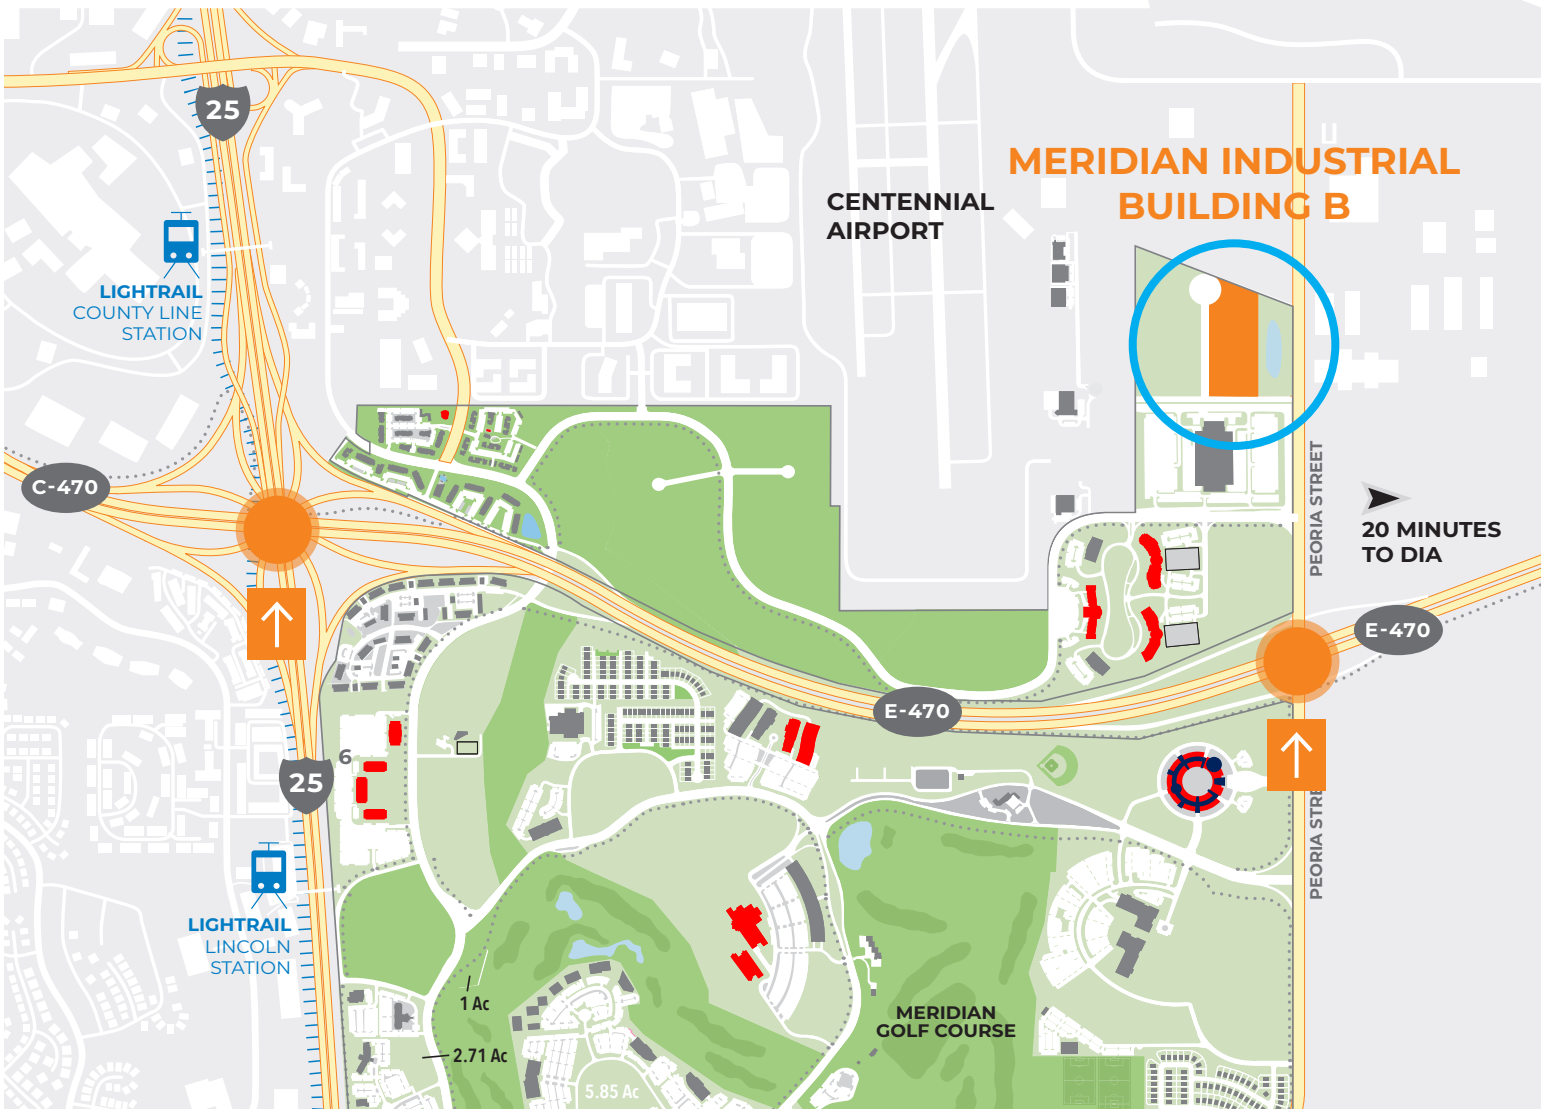 25
MERIDIAN INDUSTRIAL
BUILDING B
CENTENNIAL
AIRPORT
LIGHTRAIL
COUNTY LINE
STATION
C-470
PEORIA STREET
20 MINUTES
TO DIA
E-470
E-470
6
25
PEORIA STRE
LIGHTRAIL
LINCOLN
STATION
1 Ac
MERIDIAN
GOLF COURSE
2.71 Ac
5.85 Ac